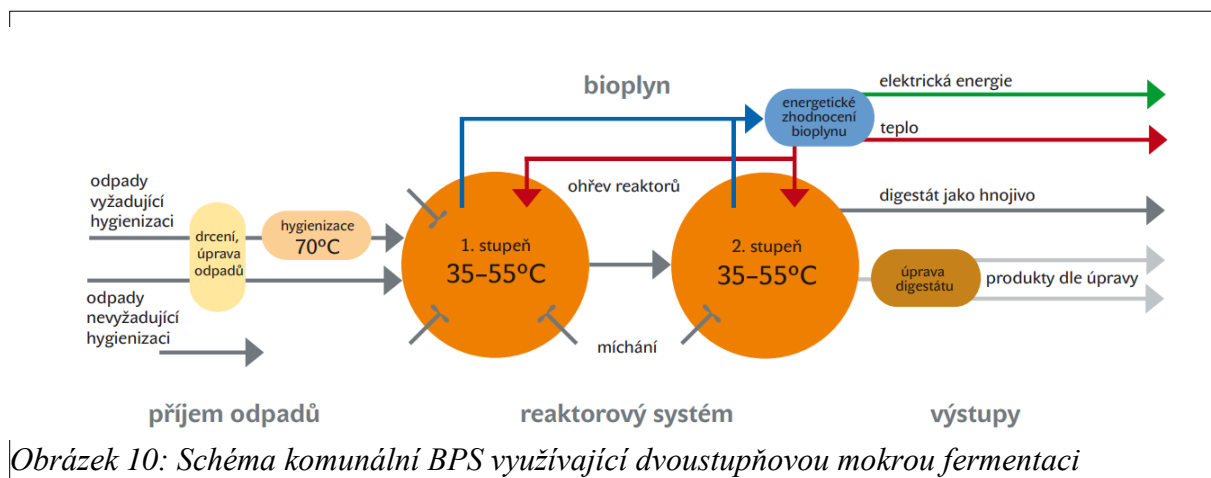 bioplyn
elektrická energie
energetické
zhodnocení
bioplynu
teplo
odpady
vyžadující
hygienizaci
drcení,
úprava
odpadů
hygienizace
70°C
ohřev reaktorů
1. stupeň
35–55°C
2. stupeň
35–55°C
digestát jako hnojivo
úprava
digestátu
produkty dle úpravy
odpady
nevyžadující
hygienizaci
míchání
příjem odpadů
reaktorový systém
výstupy
Obrázek 10: Schéma komunální BPS využívající dvoustupňovou mokrou fermentaci